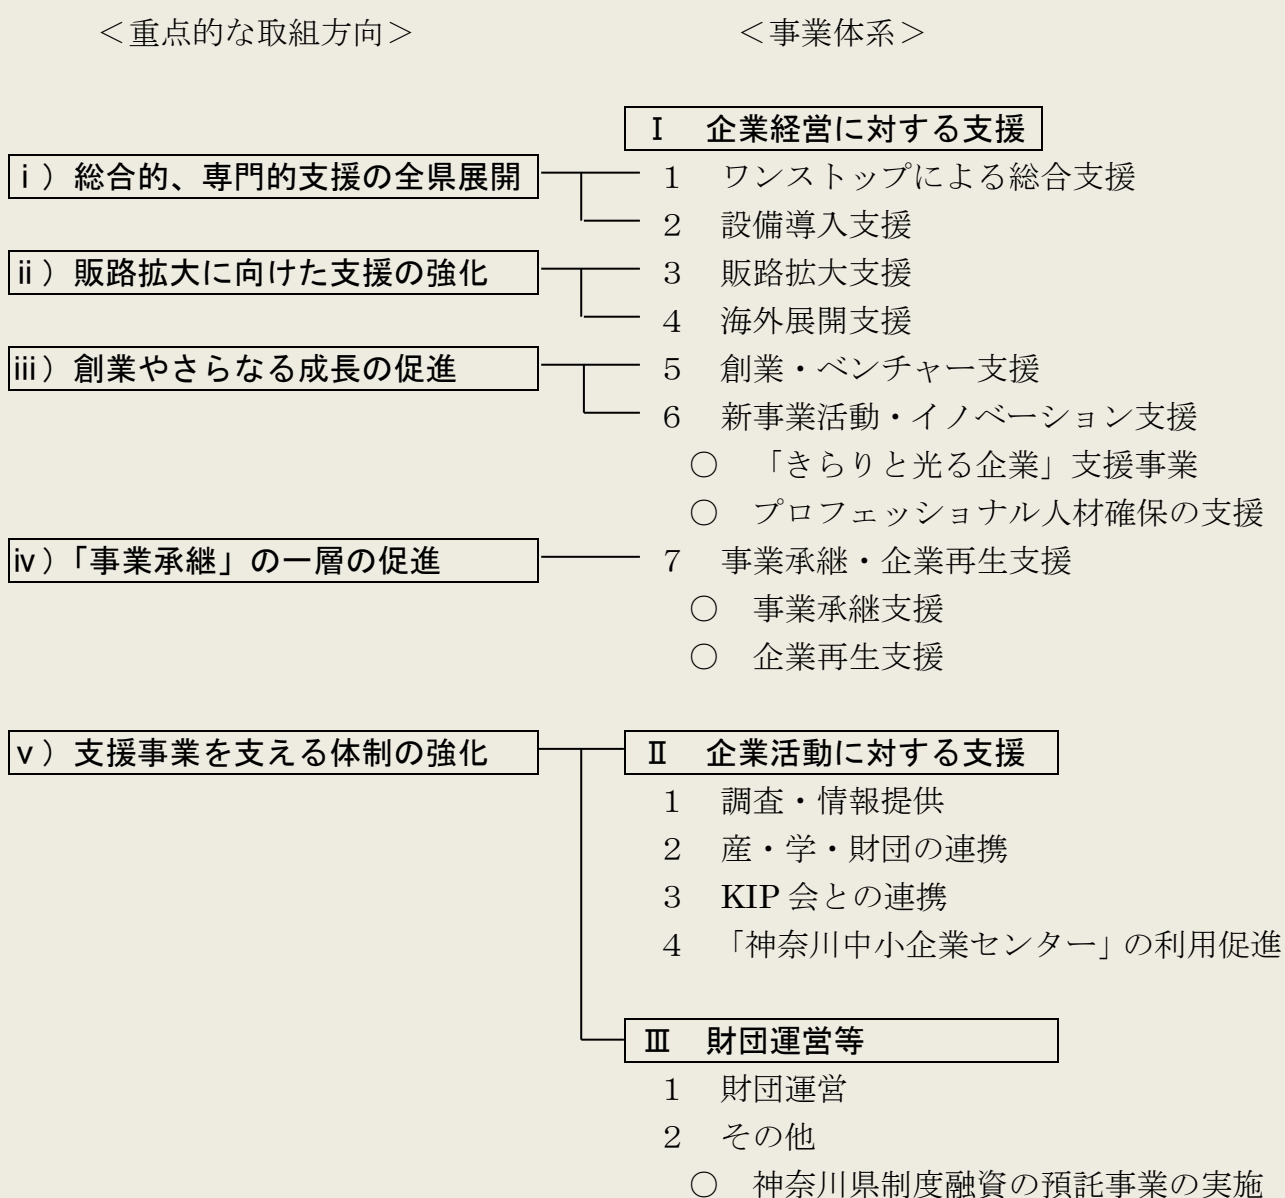 ＜重点的な取組方向＞　＜事業体系＞
Ⅰ　企業経営に対する支援
ⅰ）総合的、専門的支援の全県展開　１　ワンストップによる総合支援
２　設備導入支援
ⅱ）販路拡大に向けた支援の強化　３　販路拡大支援
４　海外展開支援
ⅲ）創業やさらなる成長の促進　５　創業・ベンチャー支援
６　新事業活動・イノベーション支援
○　「きらりと光る企業」支援事業
○　プロフェッショナル人材確保の支援
ⅳ）「事業承継」の一層の促進　７　事業承継・企業再生支援
○　事業承継支援
○　企業再生支援
ⅴ）支援事業を支える体制の強化　Ⅱ　企業活動に対する支援
１　調査・情報提供
２　産・学・財団の連携
３　KIP 会との連携
４　「神奈川中小企業センター」の利用促進
Ⅲ　財団運営等
１　財団運営
２　その他
○　神奈川県制度融資の預託事業の実施